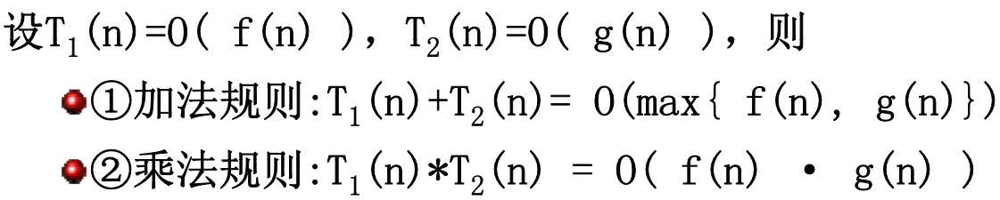 设T₁(n)=O( f(n) ), T₂(n)=O( g(n) ), 则
①加法规则:T₁(n)+T₂(n)= O(max{ f(n), g(n)})
②乘法规则:T₁(n)*T₂(n) = O( f(n) • g(n) )